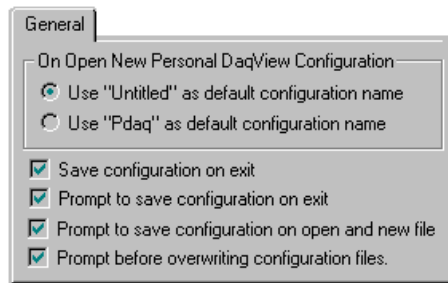 General
On Open New Personal DaqView Configuration
Use "Untitled" as default configuration name
Use "Pdaq" as default configuration name
Save configuration on exit
Prompt to save configuration on exit
Prompt to save configuration on open and new file
Prompt before overwriting configuration files.